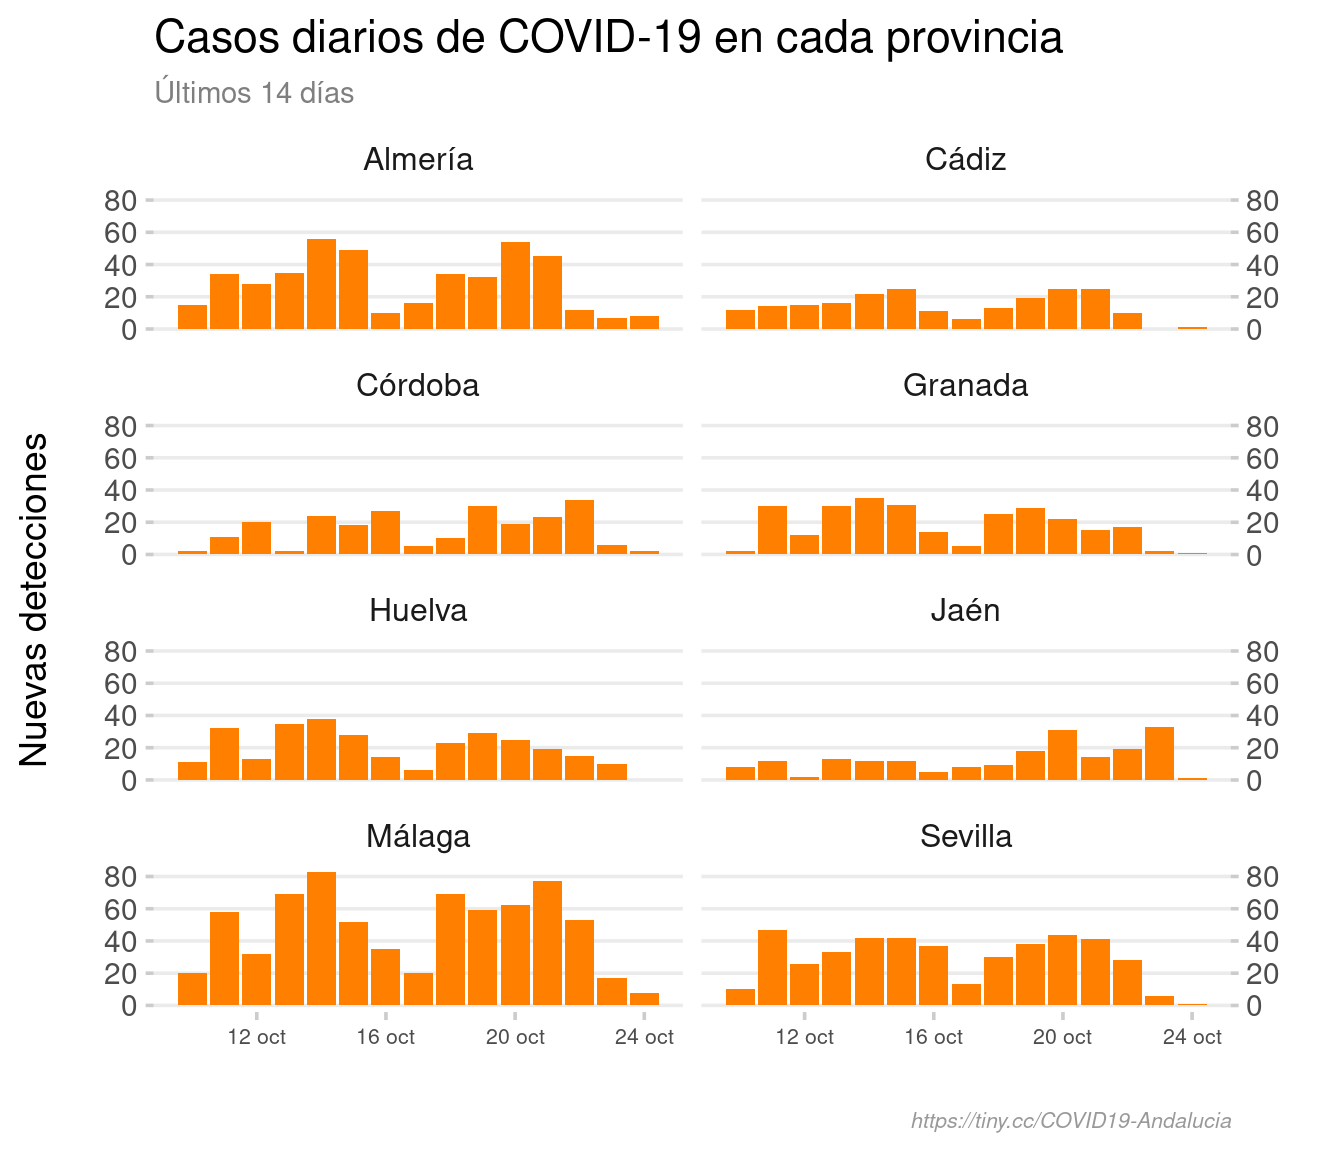 Casos diarios de COVID-19 en cada provincia
Últimos 14 días
Nuevas detecciones
Almería
Cádiz
80
60
40
20
0
80
60
40
20
0
Córdoba
Granada
80
60
40
20
0
80
60
40
20
0
Huelva
Jaén
80
60
40
20
0
80
60
40
20
0
Málaga
Sevilla
80
60
40
20
0
80
60
40
20
0
12 oct 16 oct 20 oct 24 oct
12 oct 16 oct 20 oct 24 oct
https://tiny.cc/COVID19-Andalucia